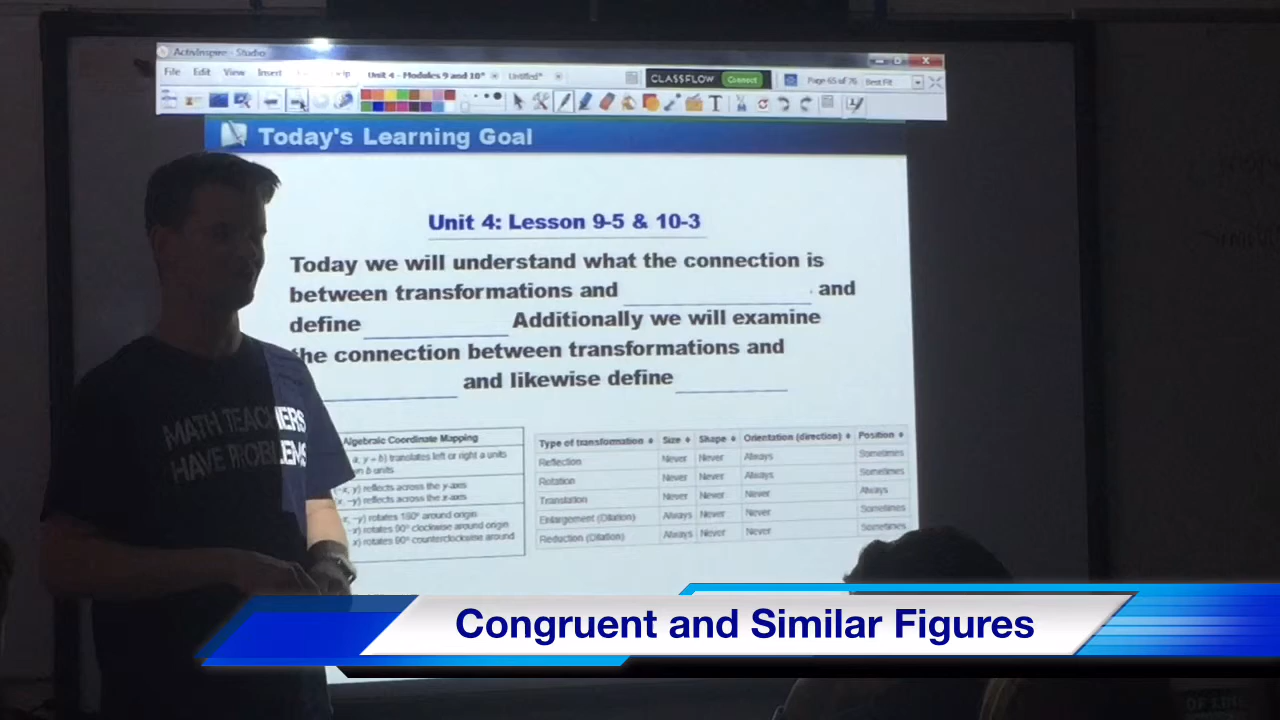 ActivInspire - Studio
File Edit View Insert
Unit 4 - Modules 9 and 10* Untitled* CLASSFLOW Connect Page 65 of 76 Best Fit
Today's Learning Goal
Unit 4: Lesson 9-5 & 10-3
Today we will understand what the connection is
between transformations and and
define Additionally we will examine
the connection between transformations and
and likewise define
MATH TEACHERS
HAVE PROBLEMS
Algebraic Coordinate Mapping
a, y + b) translates left or right a units
b units
-x, y) reflects across the y-axis
, -y) reflects across the x-axis
, -y) rotates 180° around origin
-x) rotates 90° clockwise around origin
x) rotates 90° counterclockwise around
Type of transformation Size Shape Orientation (direction) Position
Reflection Never Never Always Sometimes
Rotation Never Never Always Sometimes
Translation Never Never Never Always
Enlargement (Dilation) Always Never Never Sometimes
Reduction (Dilation) Always Never Never Sometimes
Congruent and Similar Figures